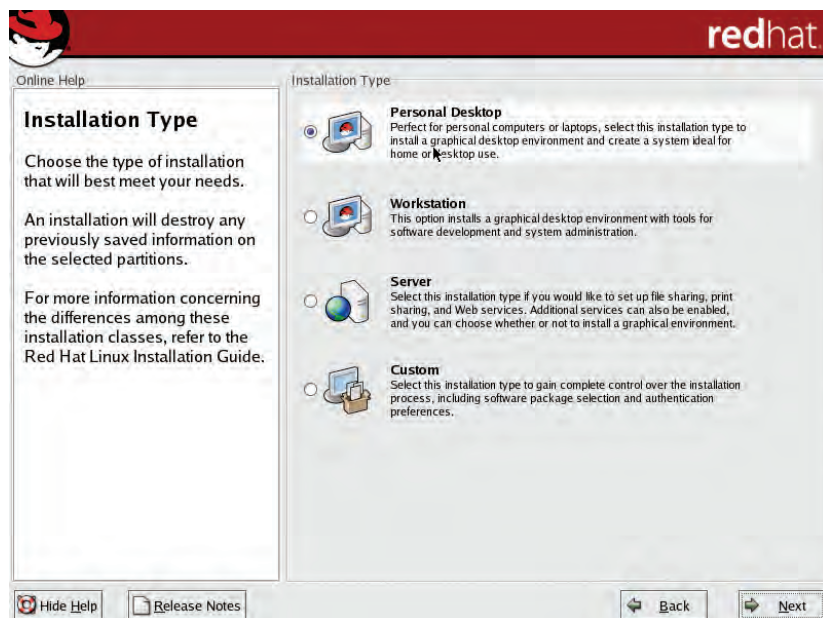 redhat.
Online Help
Installation Type
Choose the type of installation
that will best meet your needs.
An installation will destroy any
previously saved information on
the selected partitions.
For more information concerning
the differences among these
installation classes, refer to the
Red Hat Linux Installation Guide.
Installation Type
Personal Desktop
Perfect for personal computers or laptops, select this installation type to
install a graphical desktop environment and create a system ideal for
home or desktop use.
Workstation
This option installs a graphical desktop environment with tools for
software development and system administration.
Server
Select this installation type if you would like to set up file sharing, print
sharing, and Web services. Additional services can also be enabled,
and you can choose whether or not to install a graphical environment.
Custom
Select this installation type to gain complete control over the installation
process, including software package selection and authentication
preferences.
Hide Help
Release Notes
Back
Next